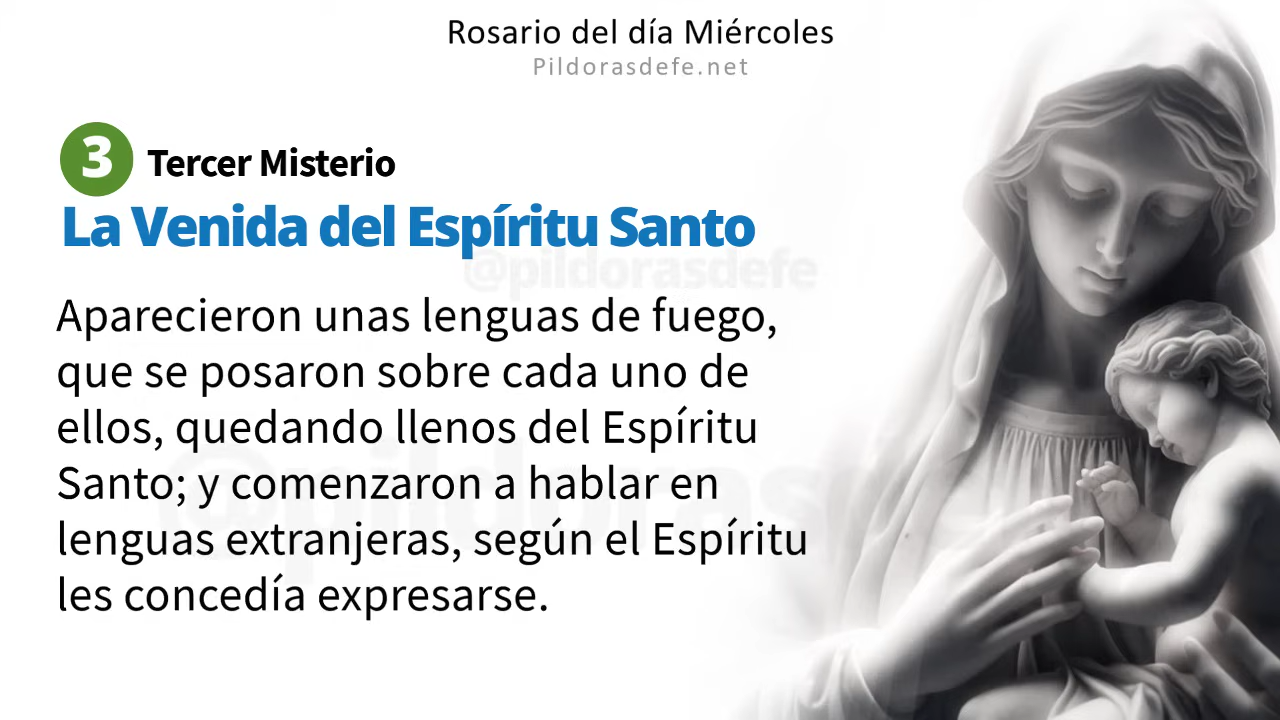 Rosario del día Miércoles
Pildorasdefe.net
3 Tercer Misterio
La Venida del Espíritu Santo
@pildorasdefe
Aparecieron unas lenguas de fuego,
que se posaron sobre cada uno de
ellos, quedando llenos del Espíritu
Santo; y comenzaron a hablar en
lenguas extranjeras, según el Espíritu
les concedía expresarse.